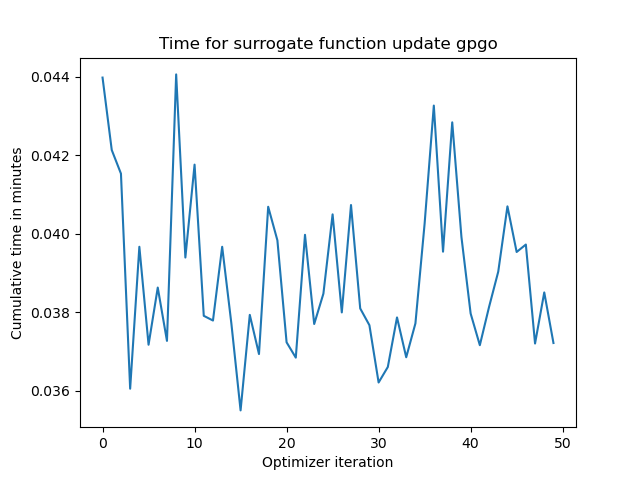 Time for surrogate function update gpgo
Cumulative time in minutes
0.044
0.042
0.040
0.038
0.036
0 10 20 30 40 50
Optimizer iteration